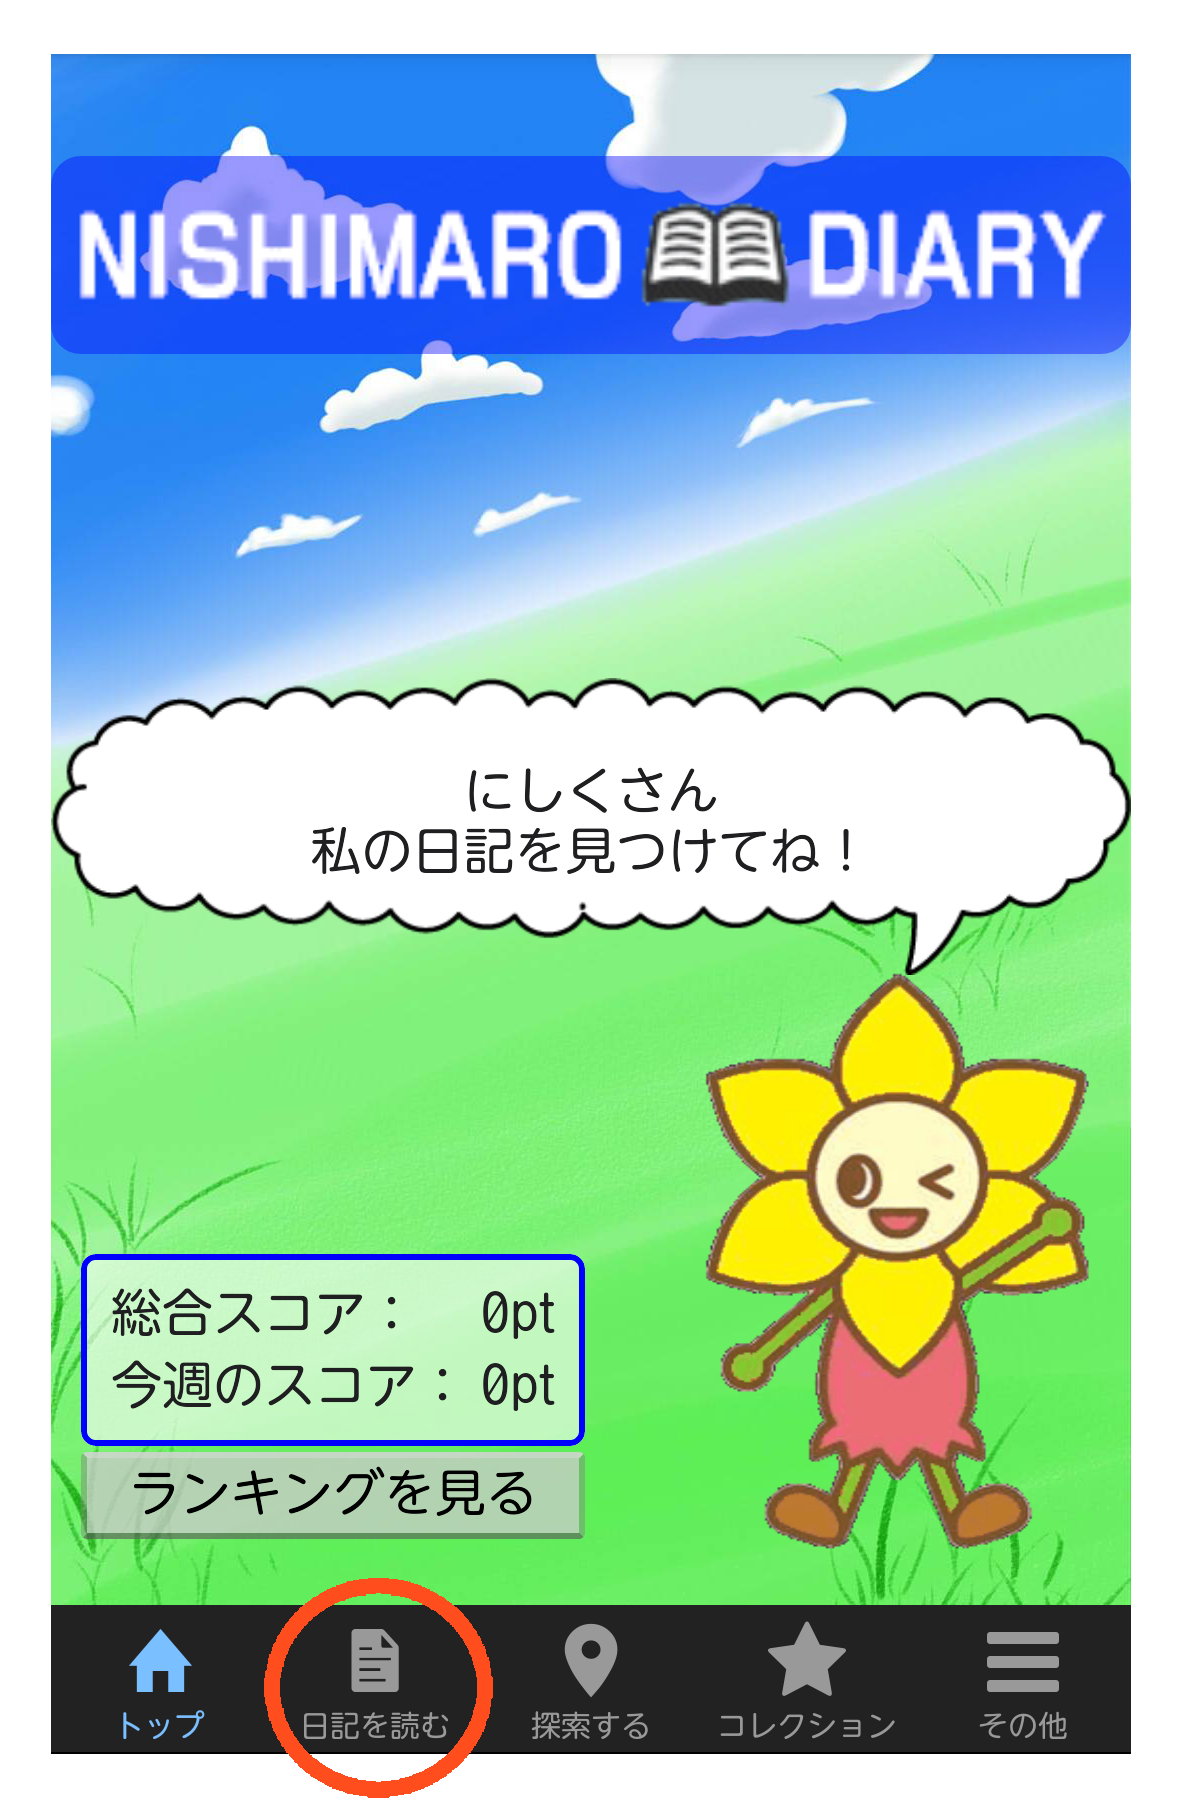 NISHIMARO DIARY
にしくさん
私の日記を見つけてね！
総合スコア： 0pt
今週のスコア： 0pt
ランキングを見る
トップ
日記を読む
探索する
コレクション
その他